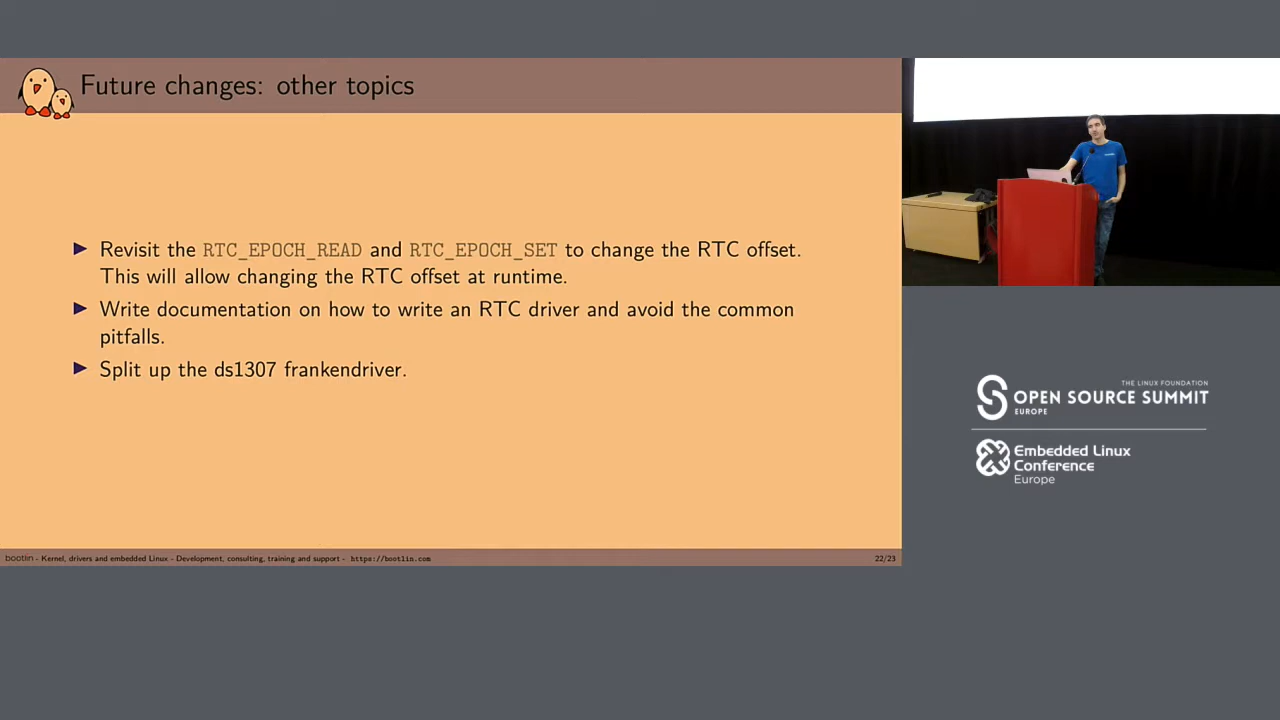 Future changes: other topics
Revisit the RTC_EPOCH_READ and RTC_EPOCH_SET to change the RTC offset.
This will allow changing the RTC offset at runtime.
Write documentation on how to write an RTC driver and avoid the common
pitfalls.
Split up the ds1307 frankendriver.
bootlin - Kernel, drivers and embedded Linux - Development, consulting, training and support - https://bootlin.com
22/23
THE LINUX FOUNDATION
OPEN SOURCE SUMMIT
EUROPE
Embedded Linux
Conference
Europe